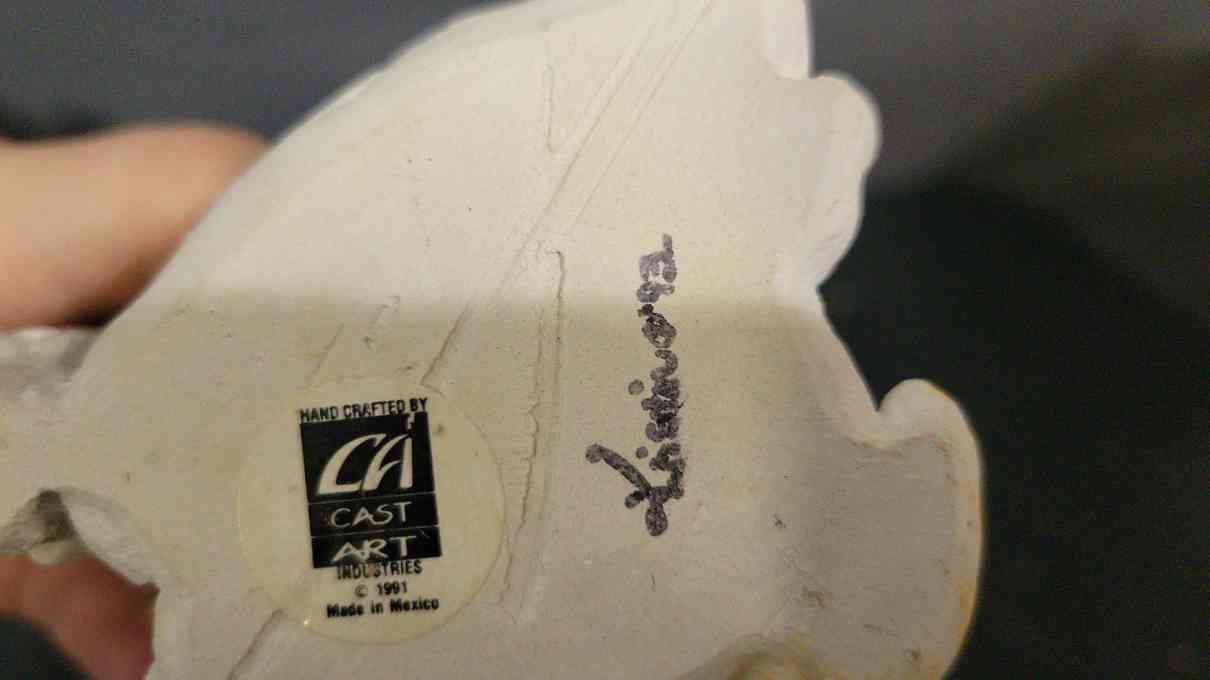 HAND CRAFTED BY
CA
CAST
ART
INDUSTRIES
© 1991
Made in Mexico